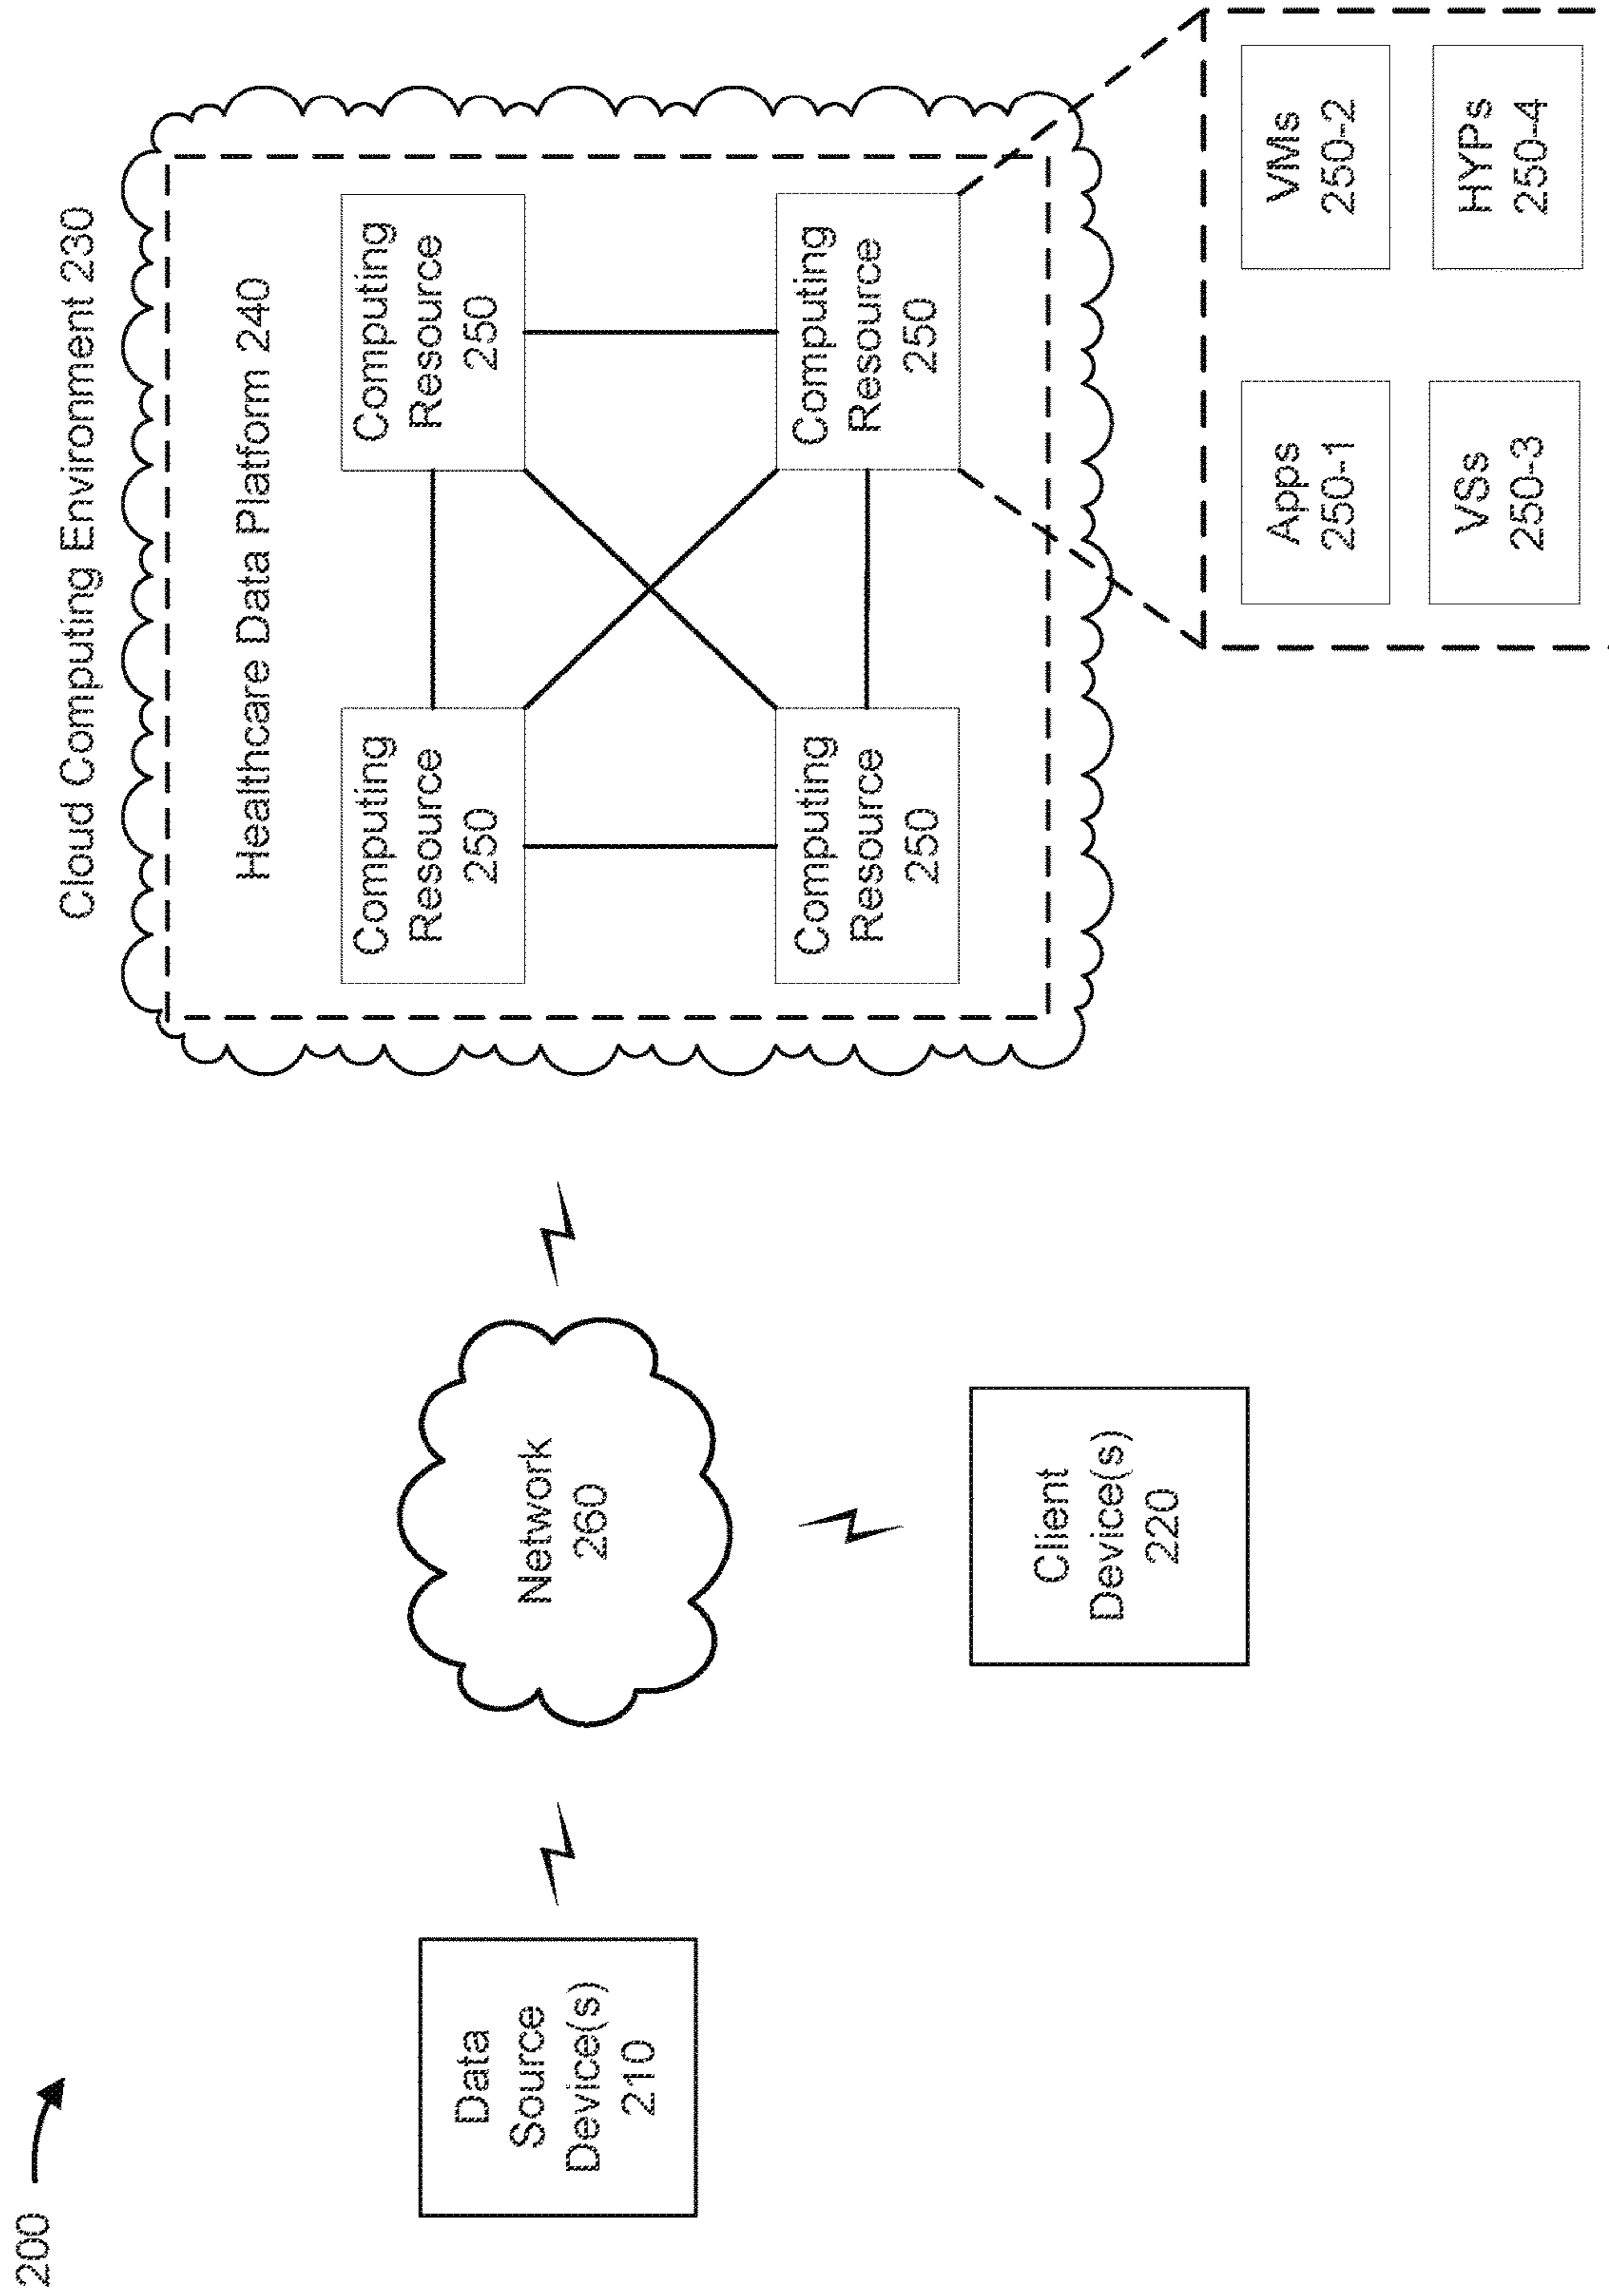 200
Cloud Computing Environment 230
Healthcare Data Platform 240
Computing
Resource
250
Computing
Resource
250
Computing
Resource
250
Computing
Resource
250
Data
Source
Device(s)
210
Network
260
Client
Device(s)
220
Apps
250-1
VMs
250-2
VSs
250-3
HYPs
250-4